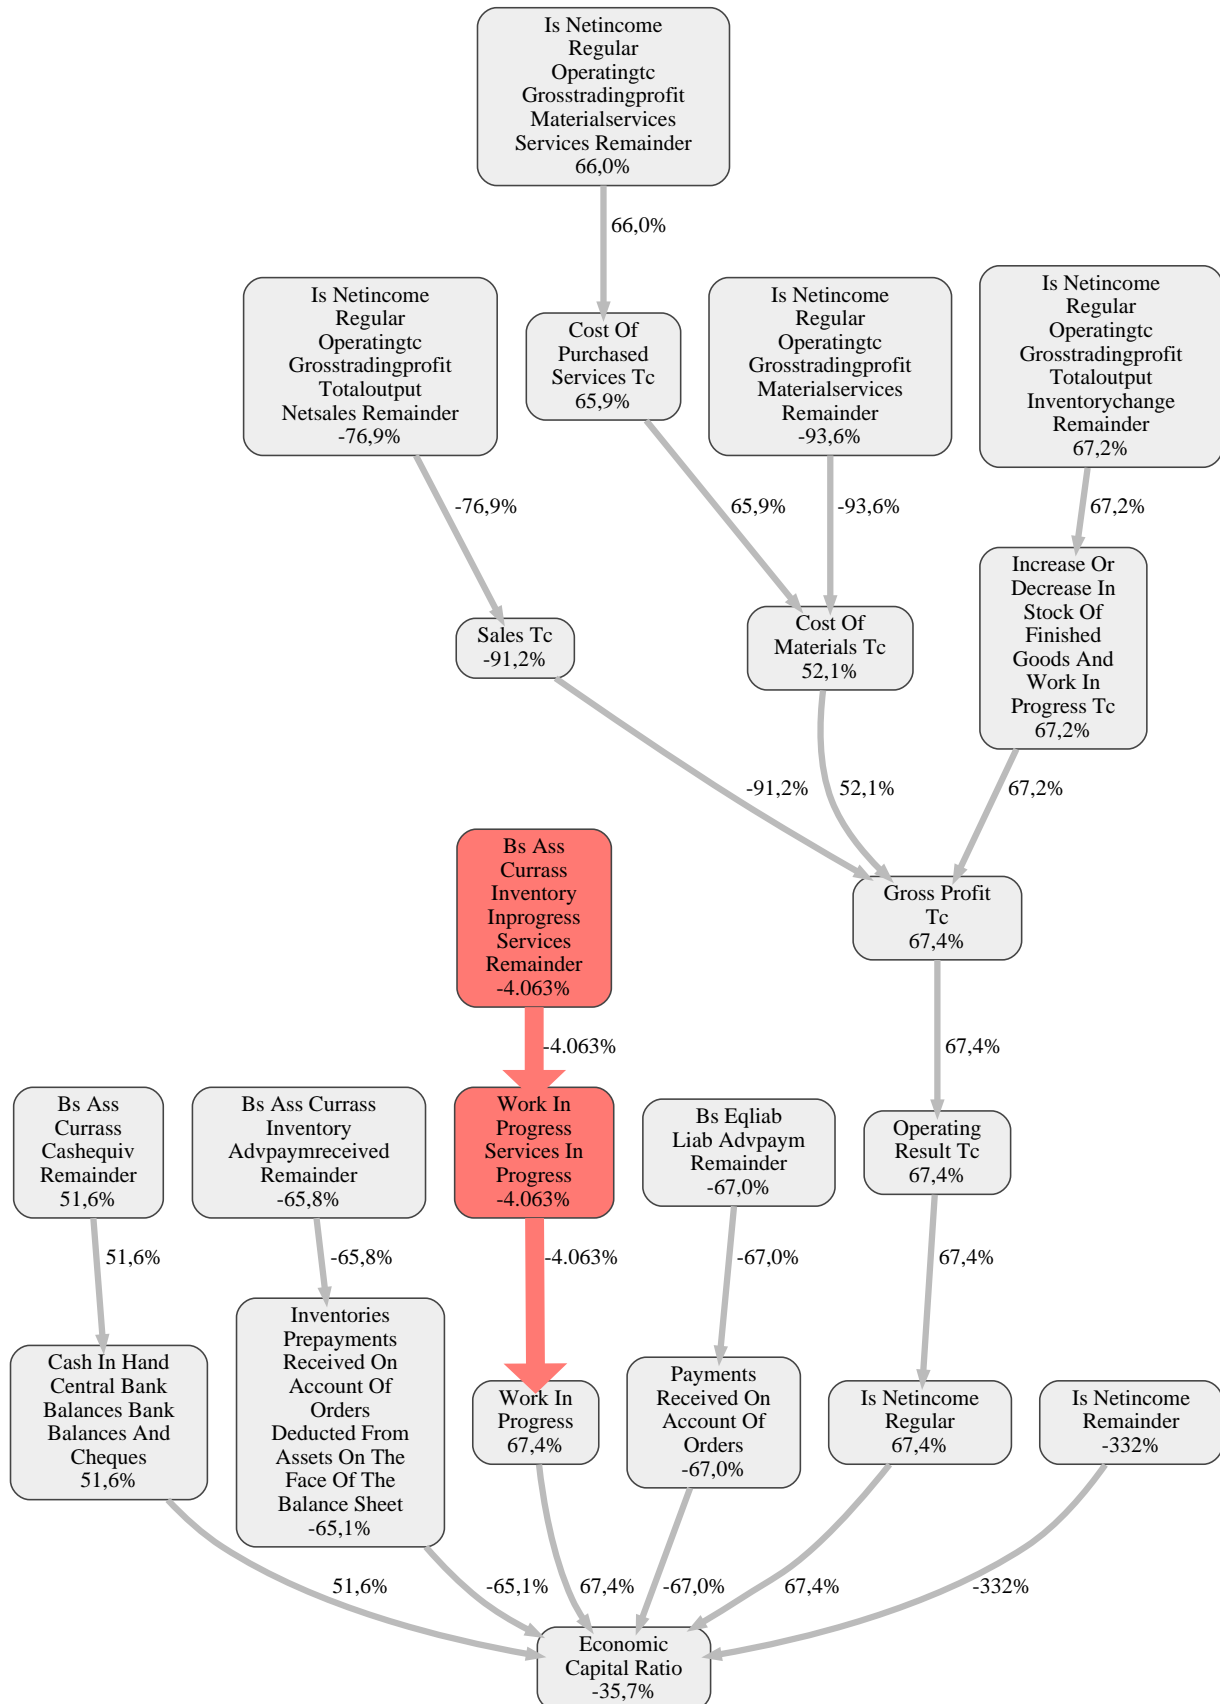 Is Netincome
Regular
Operatingtc
Grosstradingprofit
Materialservices
Services Remainder
66,0%
66,0%
Is Netincome
Regular
Operatingtc
Grosstradingprofit
Totaloutput
Netsales Remainder
-76,9%
Cost Of
Purchased
Services Tc
65,9%
Is Netincome
Regular
Operatingtc
Grosstradingprofit
Materialservices
Remainder
-93,6%
Is Netincome
Regular
Operatingtc
Grosstradingprofit
Totaloutput
Inventorychange
Remainder
67,2%
-76,9%
65,9%
-93,6%
67,2%
Sales Tc
-91,2%
Cost Of
Materials Tc
52,1%
Increase Or
Decrease In
Stock Of
Finished
Goods And
Work In
Progress Tc
67,2%
-91,2%
52,1%
67,2%
Bs Ass
Currass
Inventory
Inprogress
Services
Remainder
-4.063%
Gross Profit
Tc
67,4%
-4.063%
67,4%
Bs Ass
Currass
Cashequiv
Remainder
51,6%
Bs Ass Currass
Inventory
Advpaymreceived
Remainder
-65,8%
Work In
Progress
Services In
Progress
-4.063%
Bs Eqliab
Liab Advpaym
Remainder
-67,0%
Operating
Result Tc
67,4%
51,6%
-65,8%
-4.063%
-67,0%
67,4%
Cash In Hand
Central Bank
Balances Bank
Balances And
Cheques
51,6%
Inventories
Prepayments
Received On
Account Of
Orders
Deducted From
Assets On The
Face Of The
Balance Sheet
-65,1%
Work In
Progress
67,4%
Payments
Received On
Account Of
Orders
-67,0%
Is Netincome
Regular
67,4%
Is Netincome
Remainder
-332%
51,6%
-65,1%
67,4%
-67,0%
67,4%
-332%
Economic
Capital Ratio
-35,7%